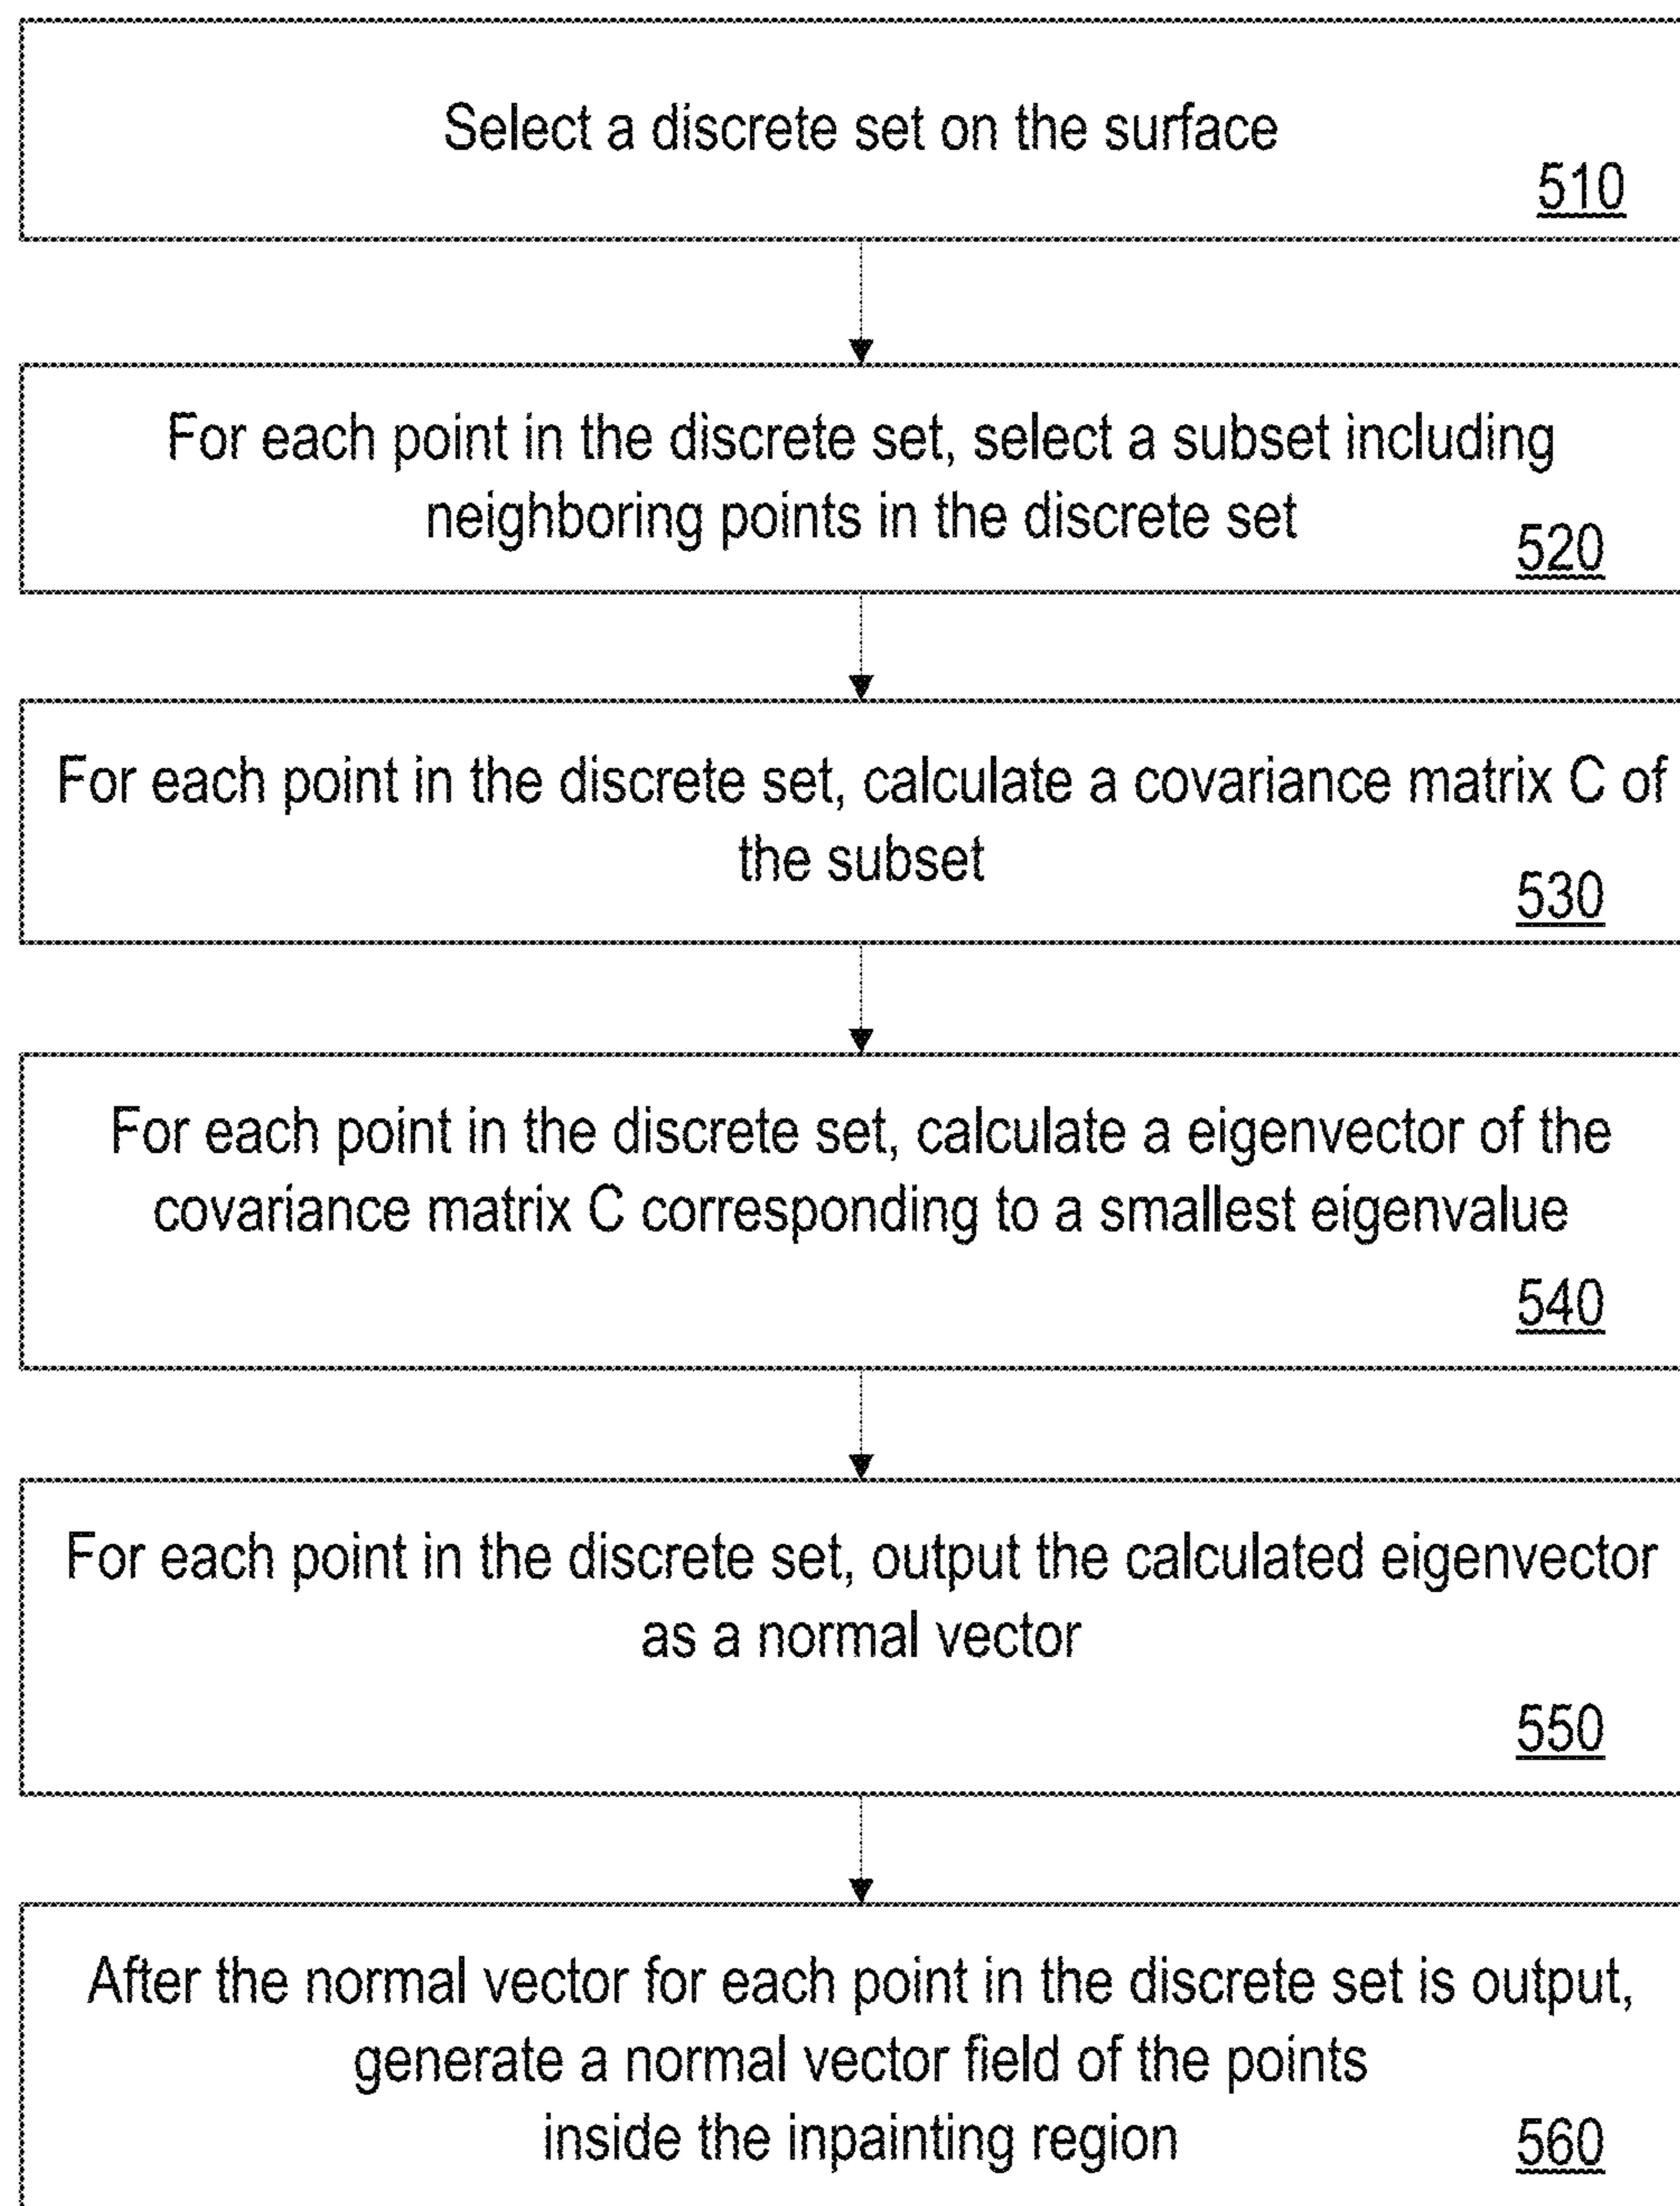 Select a discrete set on the surface
510
For each point in the discrete set, select a subset including
neighboring points in the discrete set
520
For each point in the discrete set, calculate a covariance matrix C of
the subset
530
For each point in the discrete set, calculate a eigenvector of the
covariance matrix C corresponding to a smallest eigenvalue
540
For each point in the discrete set, output the calculated eigenvector
as a normal vector
550
After the normal vector for each point in the discrete set is output,
generate a normal vector field of the points
inside the inpainting region
560